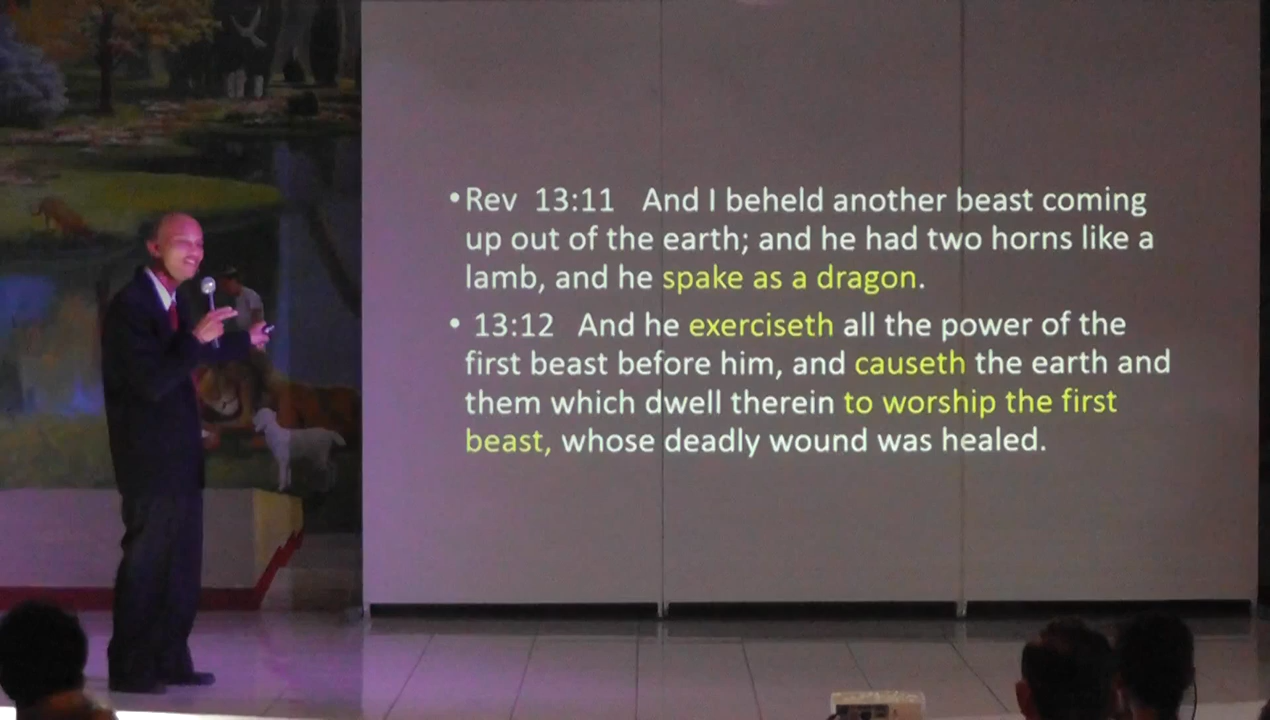 •Rev 13:11 And I beheld another beast coming
up out of the earth; and he had two horns like a
lamb, and he spake as a dragon.
• 13:12 And he exerciseth all the power of the
first beast before him, and causeth the earth and
them which dwell therein to worship the first
beast, whose deadly wound was healed.